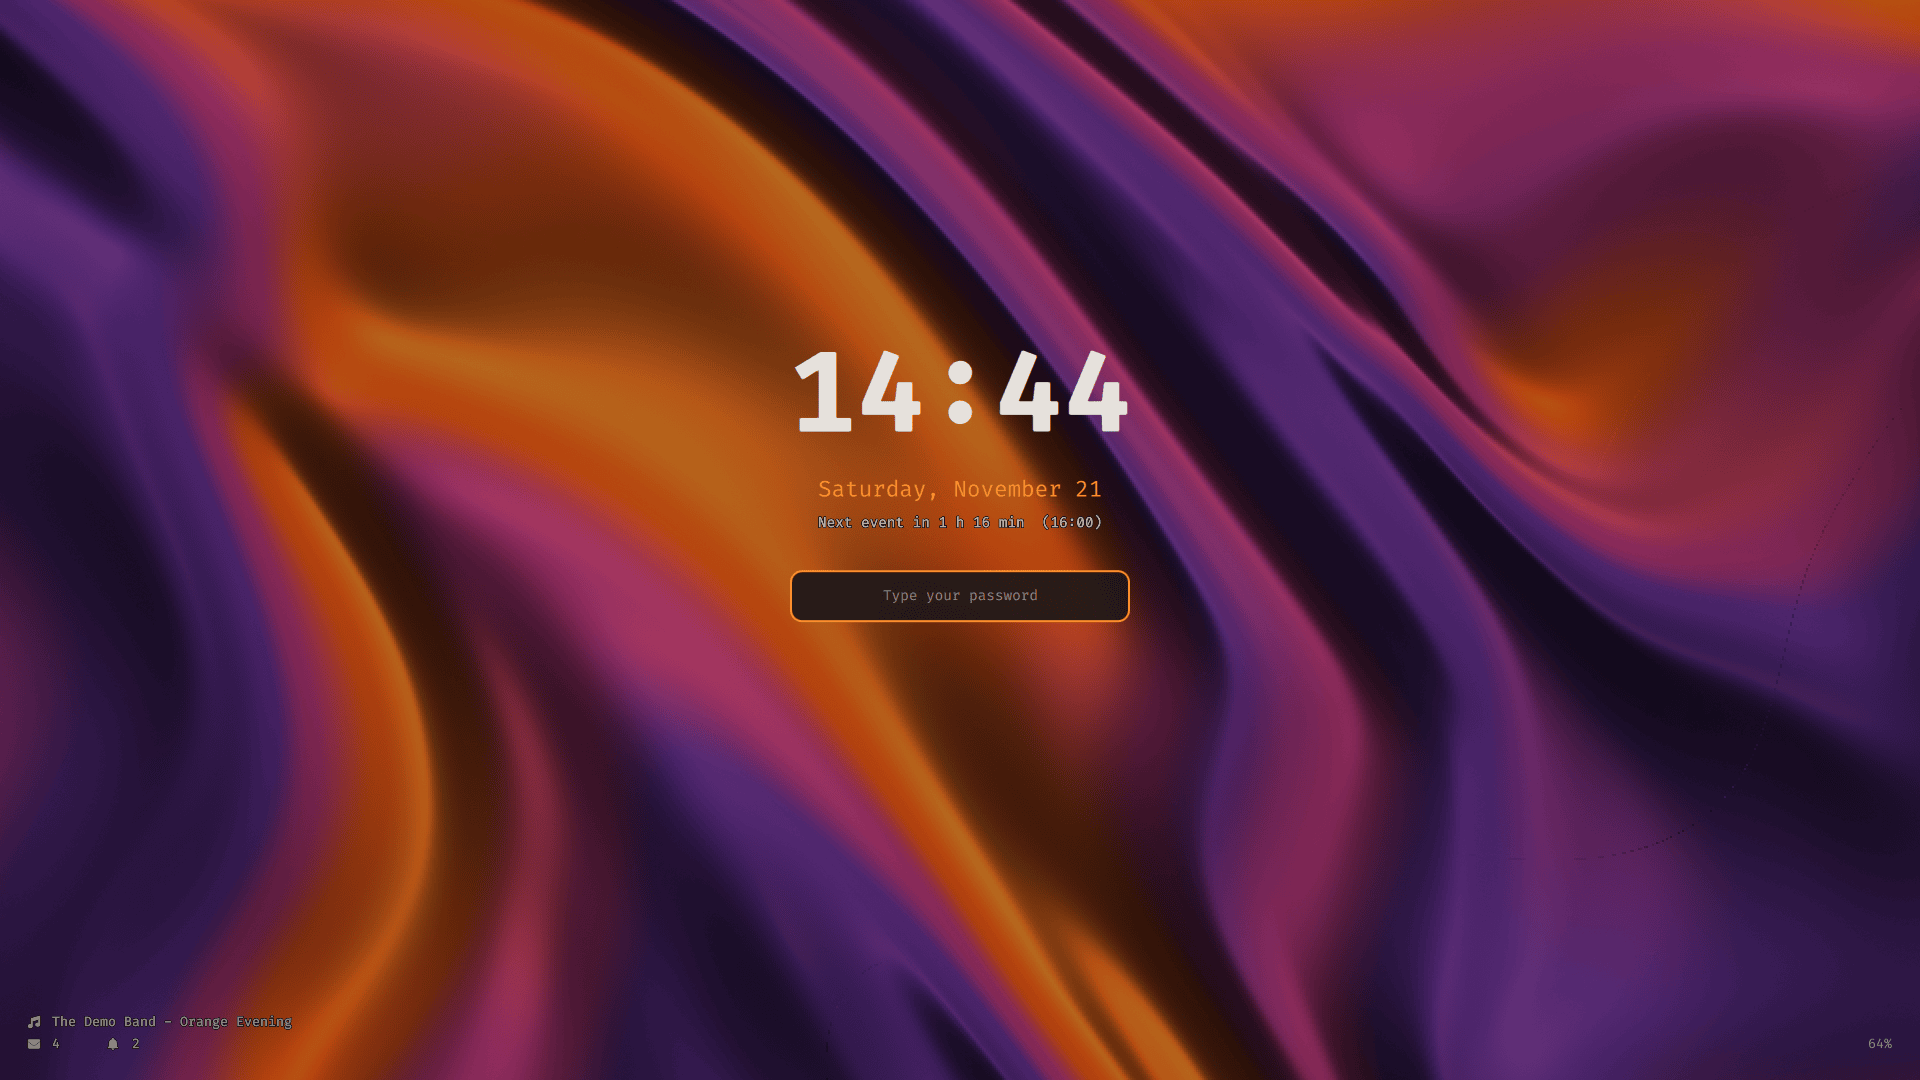 14:44
Saturday, November 21
Next event in 1 h 16 min (16:00)
Type your password
The Demo Band – Orange Evening
4 2
64%